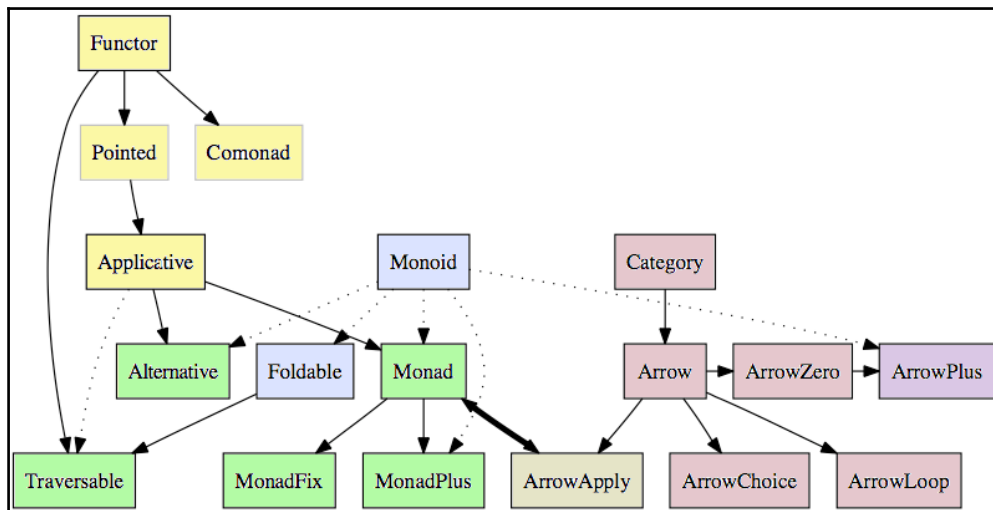 Functor
Pointed
Comonad
Applicative
Monoid
Category
Alternative
Foldable
Monad
Arrow
ArrowZero
ArrowPlus
Traversable
MonadFix
MonadPlus
ArrowApply
ArrowChoice
ArrowLoop